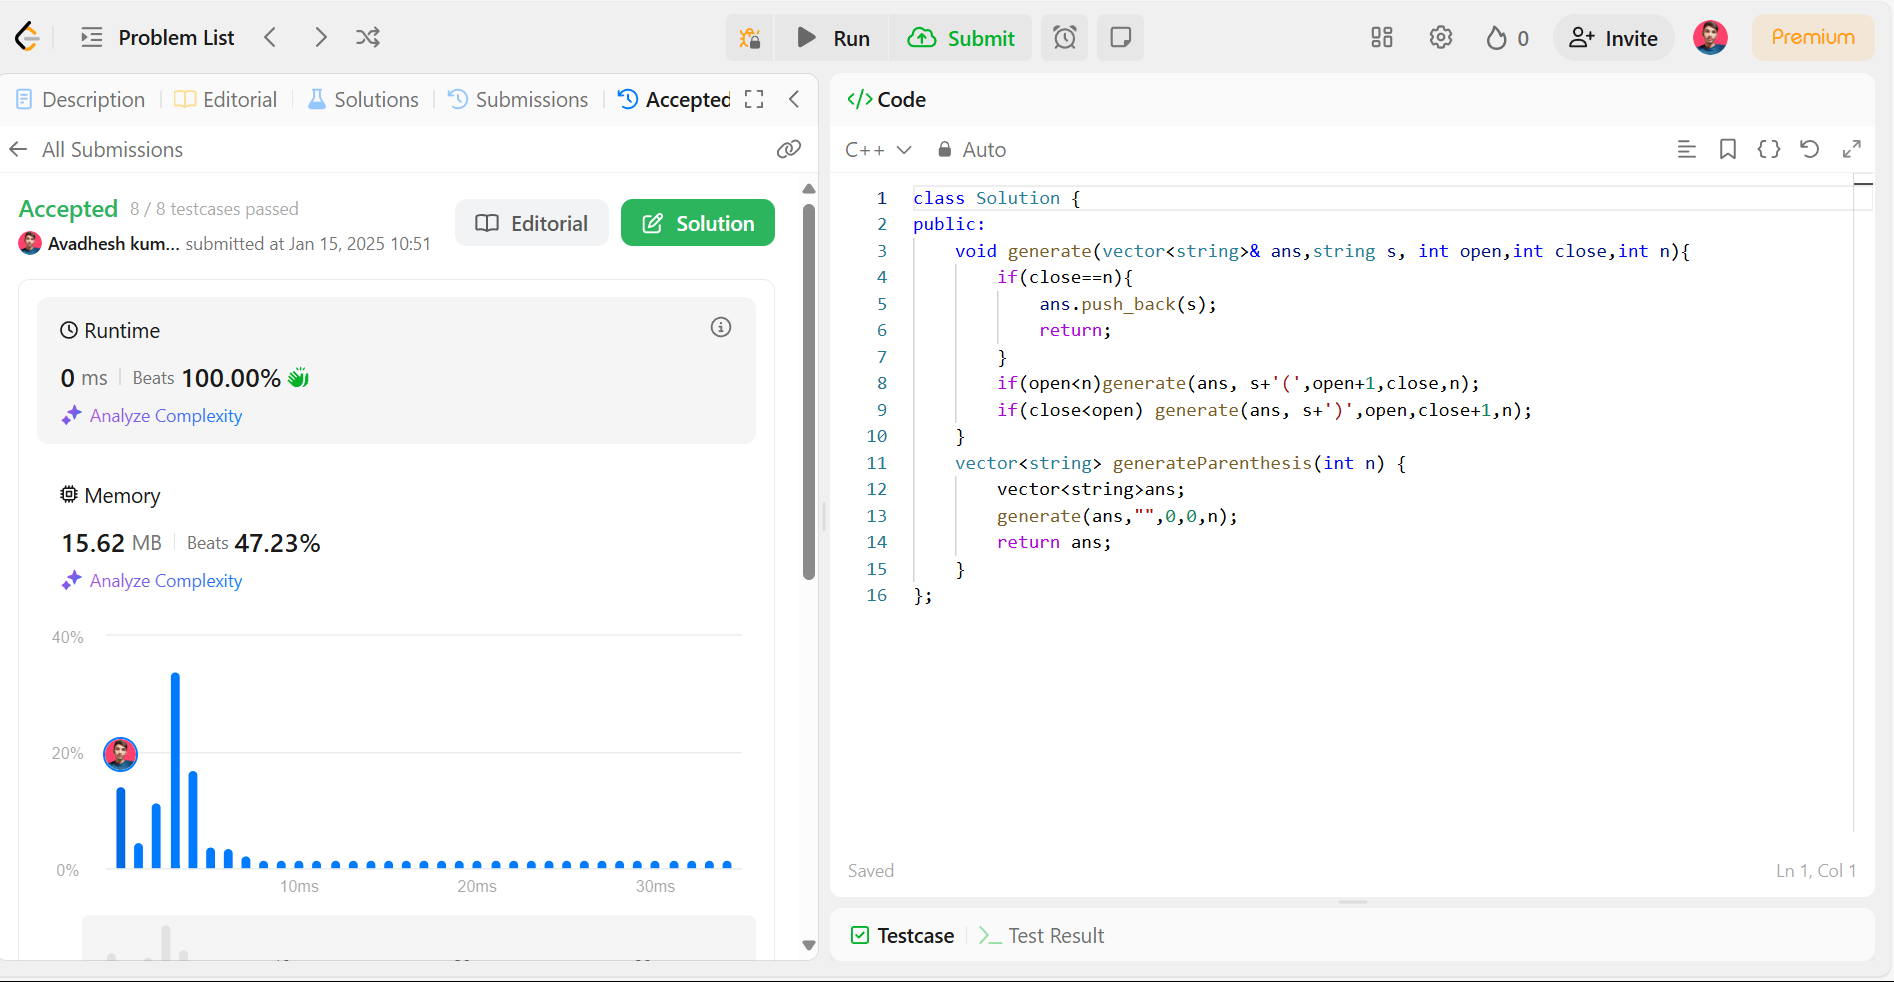 Problem List
Run
Submit
0
Invite
Premium
Description
Editorial
Solutions
Submissions
Accepted
All Submissions
Accepted 8 / 8 testcases passed
Avadhesh kum... submitted at Jan 15, 2025 10:51
Editorial
Solution
Runtime
0 ms Beats 100.00%
Analyze Complexity
Memory
15.62 MB Beats 47.23%
Analyze Complexity
40%
20%
0%
10ms 20ms 30ms
</> Code
C++ Auto
1 class Solution {
2 public:
3 void generate(vector<string>& ans,string s, int open,int close,int n){
4 if(close==n){
5 ans.push_back(s);
6 return;
7 }
8 if(open<n)generate(ans, s+'(',open+1,close,n);
9 if(close<open) generate(ans, s+')',open,close+1,n);
10 }
11 vector<string> generateParenthesis(int n) {
12 vector<string>ans;
13 generate(ans,"",0,0,n);
14 return ans;
15 }
16 };
Saved
Ln 1, Col 1
Testcase
Test Result